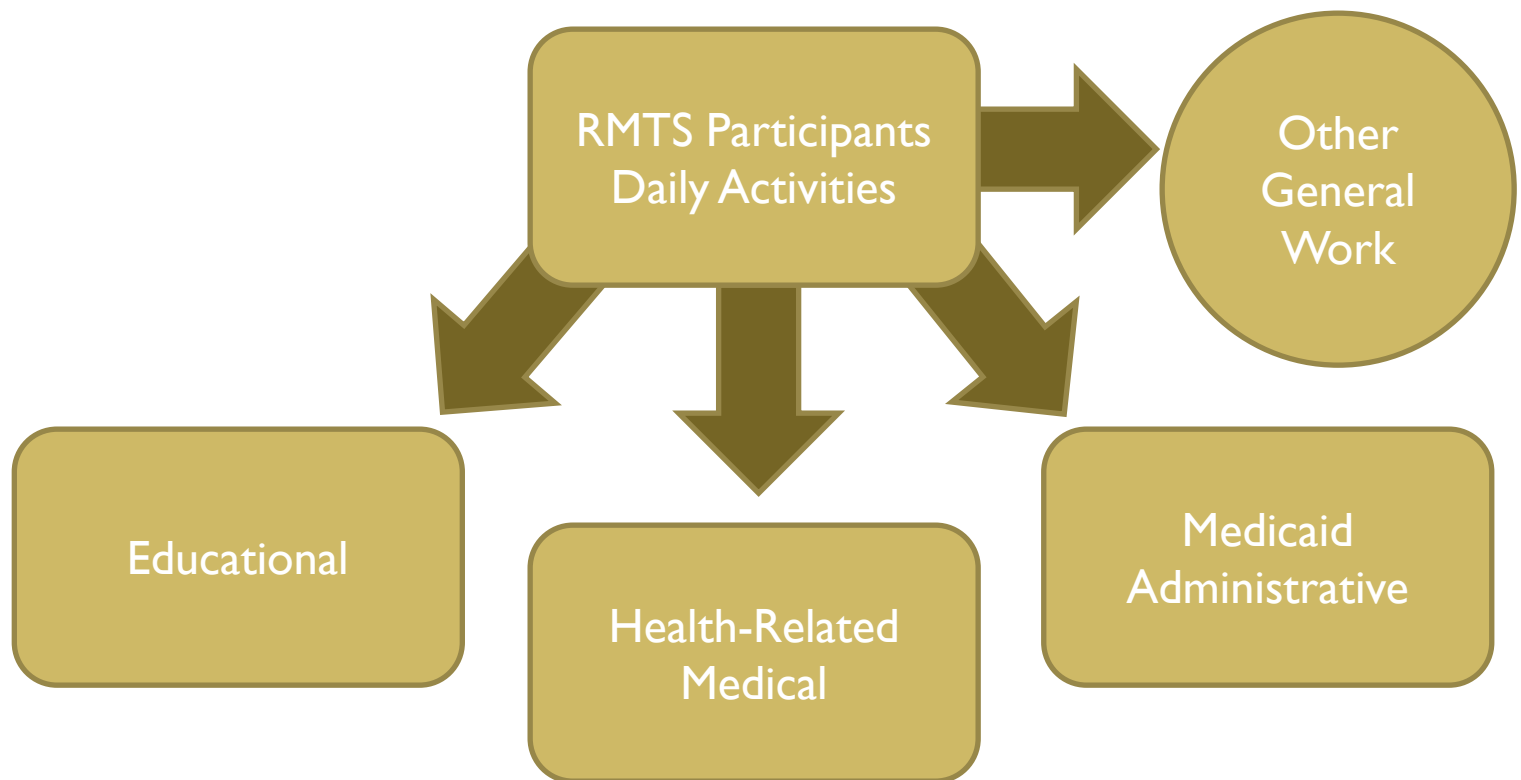 RMTS Participants
Daily Activities
Other
General
Work
Educational
Health-Related
Medical
Medicaid
Administrative